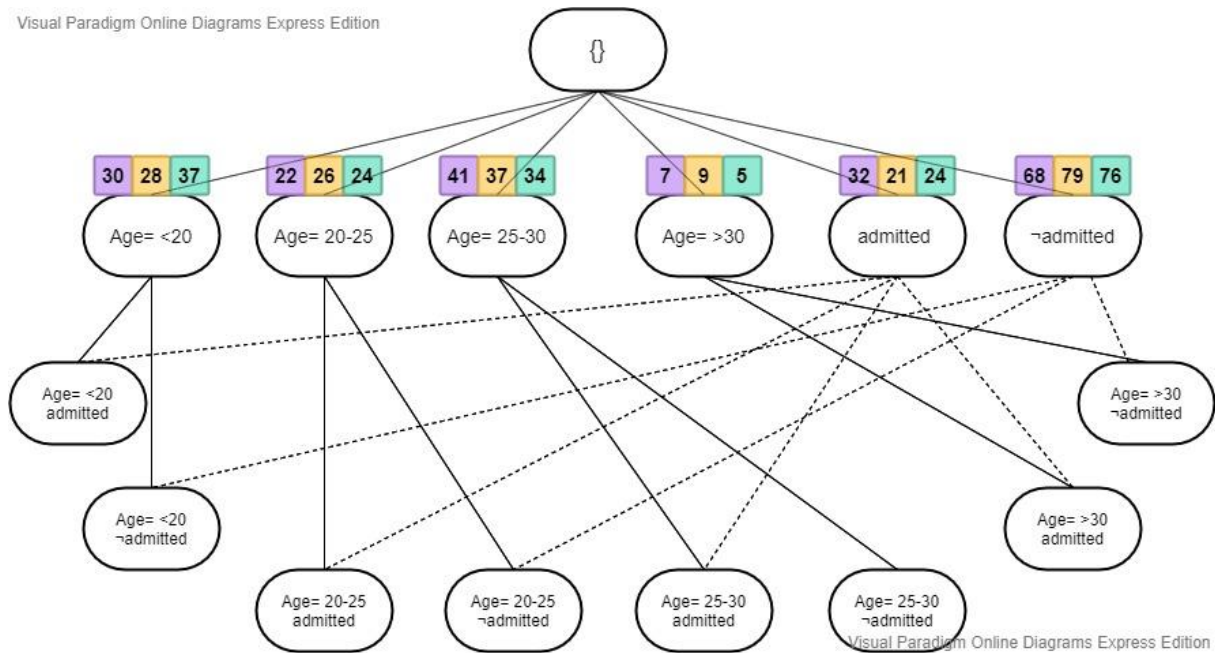 Visual Paradigm Online Diagrams Express Edition
{}
30 28 37
22 26 24
41 37 34
7 9 5
32 21 24
68 79 76
Age= <20
Age= 20-25
Age= 25-30
Age= >30
admitted
¬admitted
Age= <20
admitted
Age= >30
¬admitted
Age= <20
¬admitted
Age= >30
admitted
Age= 20-25
admitted
Age= 20-25
¬admitted
Age= 25-30
admitted
Age= 25-30
¬admitted
Visual Paradigm Online Diagrams Express Edition